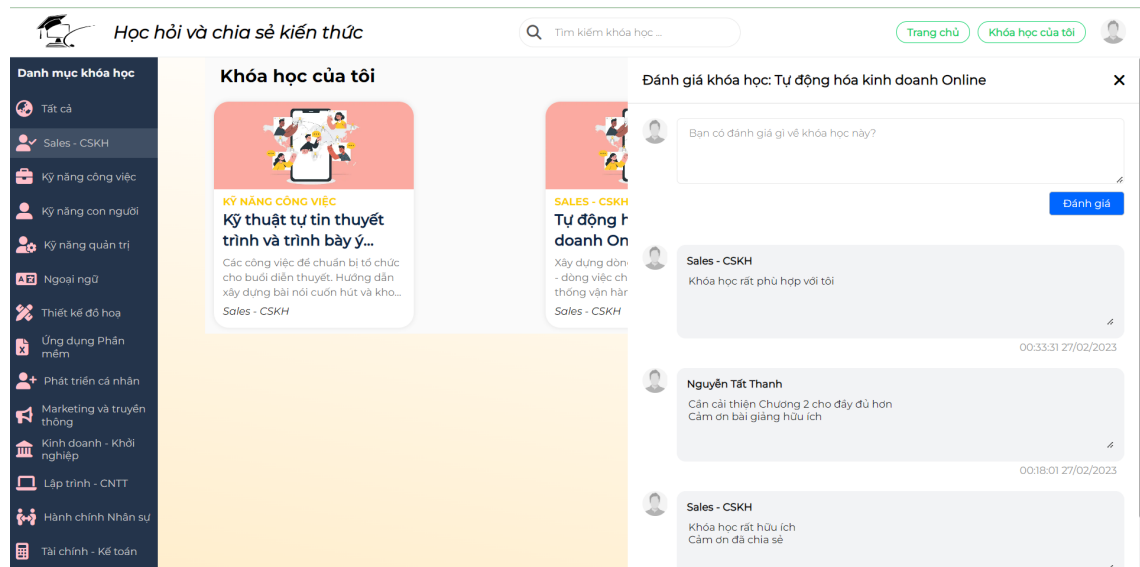 Học hỏi và chia sẻ kiến thức
Tìm kiếm khóa học ...
Trang chủ
Khóa học của tôi
Danh mục khóa học
Tất cả
Sales - CSKH
Kỹ năng công việc
Kỹ năng con người
Kỹ năng quản trị
Ngoại ngữ
Thiết kế đồ hoạ
Ứng dụng Phần
mềm
Phát triển cá nhân
Marketing và truyền
thông
Kinh doanh - Khởi
nghiệp
Lập trình - CNTT
Hành chính Nhân sự
Tài chính - Kế toán
Khóa học của tôi
KỸ NĂNG CÔNG VIỆC
Kỹ thuật tự tin thuyết
trình và trình bày ý...
Các công việc để chuẩn bị tổ chức
cho buổi diễn thuyết. Hướng dẫn
xây dựng bài nói cuốn hút và kho...
Sales - CSKH
SALES - CSKH
Tự động h
doanh On
Xây dựng dòn
- dòng việc ch
thống vận hàn
Sales - CSKH
Đánh giá khóa học: Tự động hóa kinh doanh Online
Bạn có đánh giá gì về khóa học này?
Đánh giá
Sales - CSKH
Khóa học rất phù hợp với tôi
00:33:31 27/02/2023
Nguyễn Tất Thanh
Cần cải thiện Chương 2 cho đầy đủ hơn
Cảm ơn bài giảng hữu ích
00:18:01 27/02/2023
Sales - CSKH
Khóa học rất hữu ích
Cảm ơn đã chia sẻ